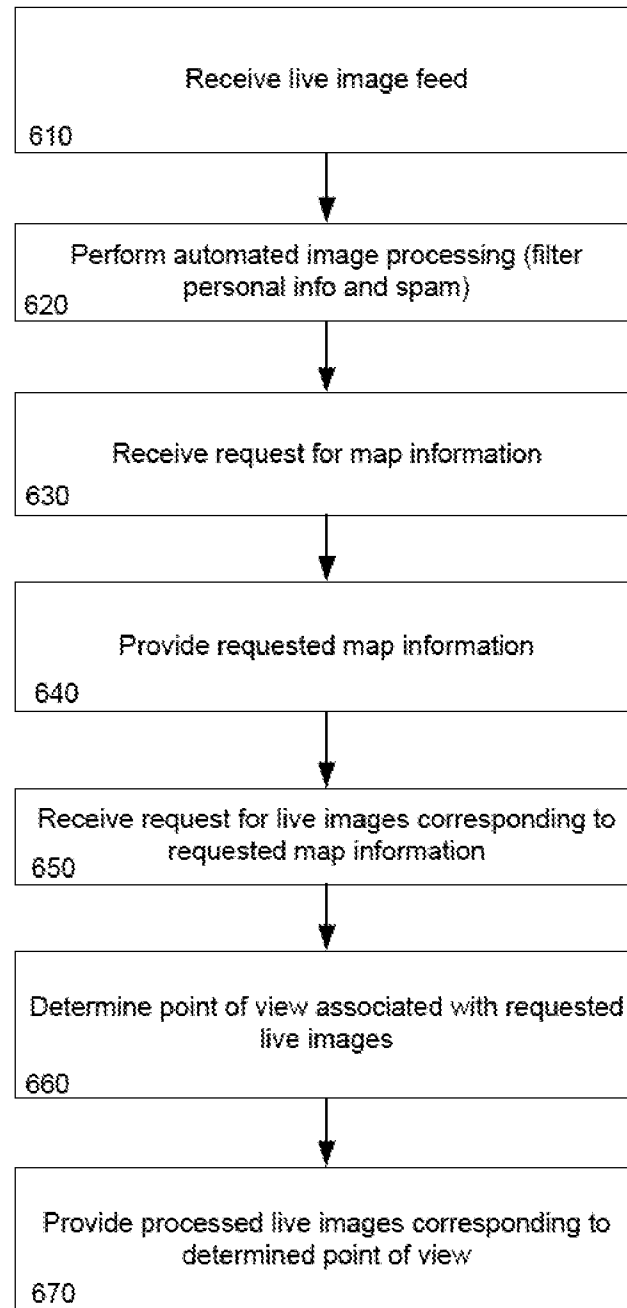 Receive live image feed
610
Perform automated image processing (filter
personal info and spam)
620
Receive request for map information
630
Provide requested map information
640
Receive request for live images corresponding to
requested map information
650
Determine point of view associated with requested
live images
660
Provide processed live images corresponding to
determined point of view
670